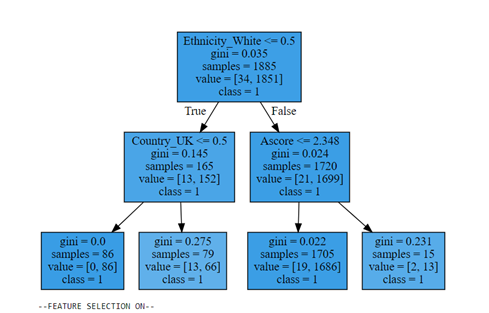 Ethnicity_White <= 0.5
gini = 0.035
samples = 1885
value = [34, 1851]
class = 1
True
False
Country_UK <= 0.5
gini = 0.145
samples = 165
value = [13, 152]
class = 1
Ascore <= 2.348
gini = 0.024
samples = 1720
value = [21, 1699]
class = 1
gini = 0.0
samples = 86
value = [0, 86]
class = 1
gini = 0.275
samples = 79
value = [13, 66]
class = 1
gini = 0.022
samples = 1705
value = [19, 1686]
class = 1
gini = 0.231
samples = 15
value = [2, 13]
class = 1
--FEATURE SELECTION ON--